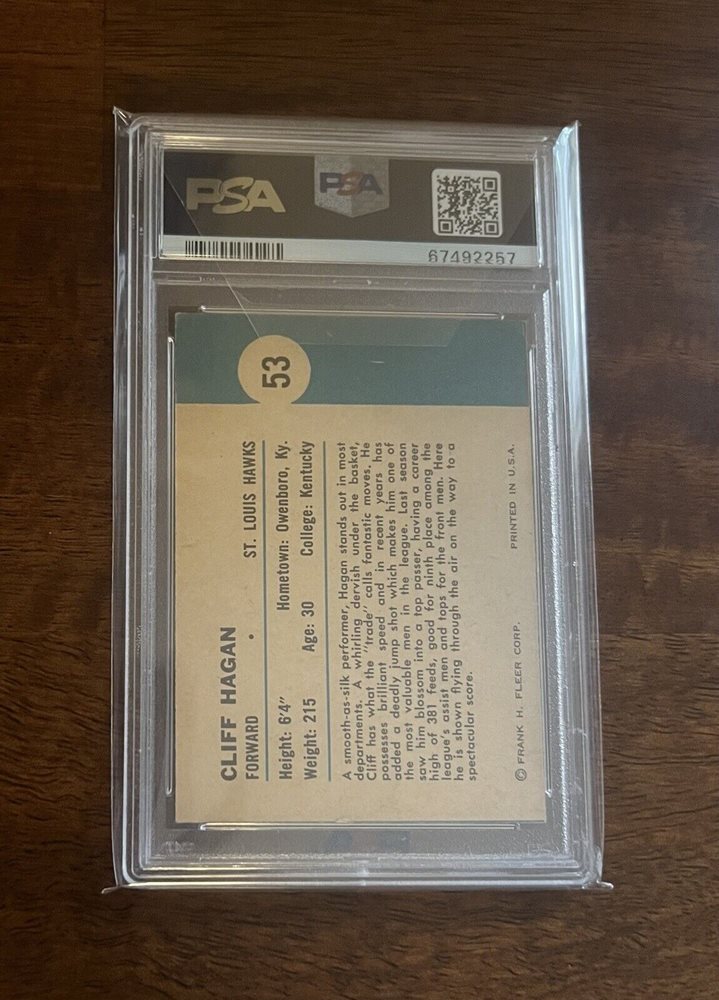 PSA
PSA
67492257
53
CLIFF HAGAN
FORWARD • ST. LOUIS HAWKS
Height: 6'4" Hometown: Owenboro, Ky.
Weight: 215 Age: 30 College: Kentucky
A smooth-as-silk performer, Hagan stands out in most
departments. A whirling dervish under the basket,
Cliff has what the "trade" calls fantastic moves. He
possesses brilliant speed and in recent years has
added a deadly jump shot which makes him one of
the most valuable men in the league. Last season
saw him blossom into a top passer, having a career
high of 381 feeds, good for ninth place among the
league's assist men and tops for the front men. Here
he is shown flying through the air on the way to a
spectacular score.
© FRANK H. FLEER CORP. PRINTED IN U.S.A.